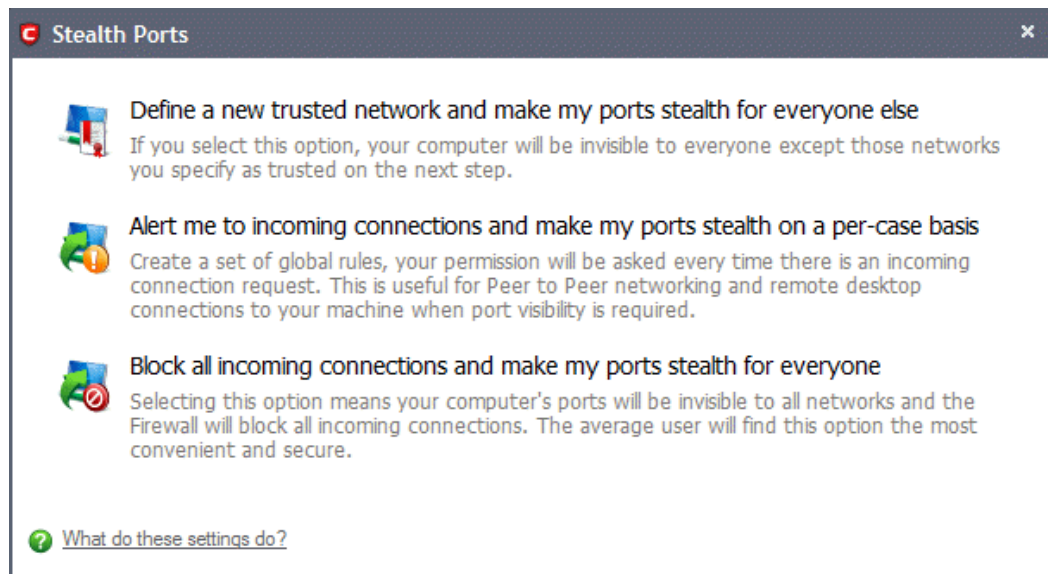 Stealth Ports
Define a new trusted network and make my ports stealth for everyone else
If you select this option, your computer will be invisible to everyone except those networks
you specify as trusted on the next step.
Alert me to incoming connections and make my ports stealth on a per-case basis
Create a set of global rules, your permission will be asked every time there is an incoming
connection request. This is useful for Peer to Peer networking and remote desktop
connections to your machine when port visibility is required.
Block all incoming connections and make my ports stealth for everyone
Selecting this option means your computer's ports will be invisible to all networks and the
Firewall will block all incoming connections. The average user will find this option the most
convenient and secure.
What do these settings do?